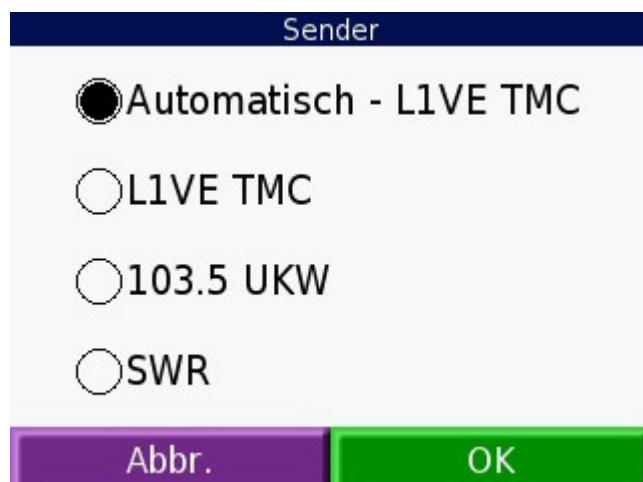 Sender
Automatisch - L1VE TMC
L1VE TMC
103.5 UKW
SWR
Abbr.
OK